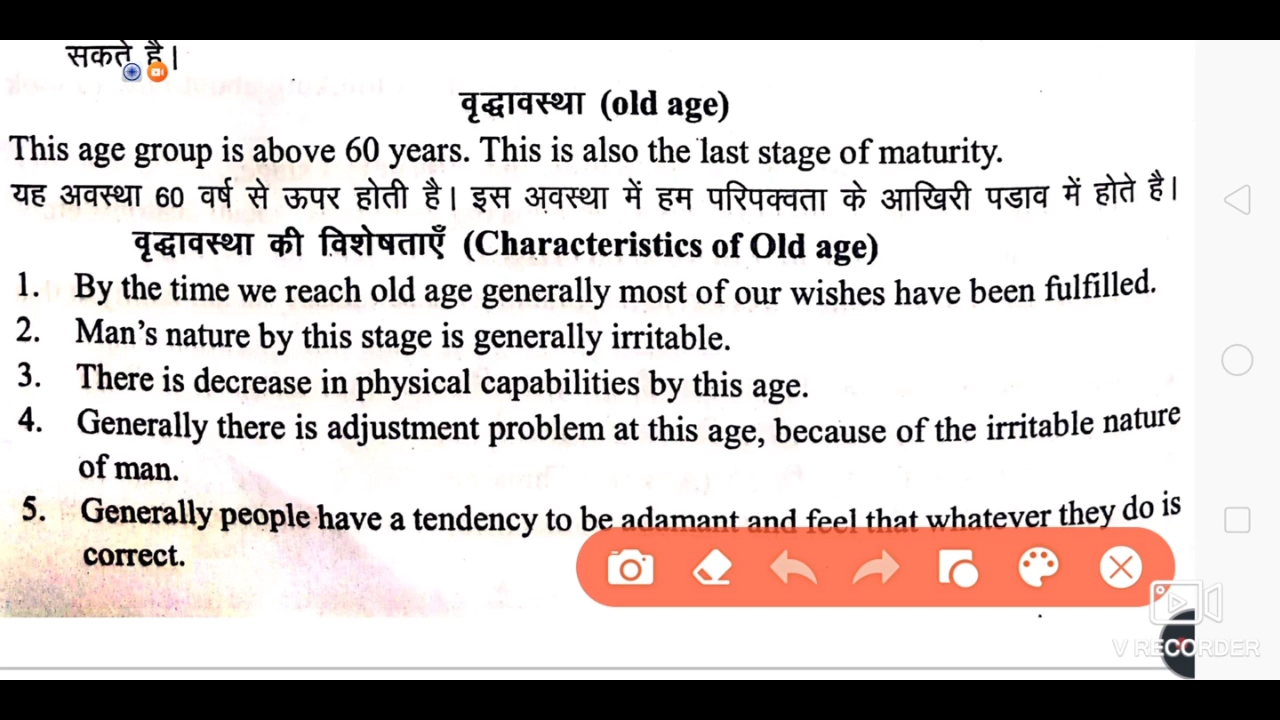 सकते है।
वृद्धावस्था (old age)
This age group is above 60 years. This is also the last stage of maturity.
यह अवस्था 60 वर्ष से ऊपर होती है। इस अवस्था में हम परिपक्वता के आखिरी पडाव में होते है।
वृद्धावस्था की विशेषताएँ (Characteristics of Old age)
1. By the time we reach old age generally most of our wishes have been fulfilled.
2. Man's nature by this stage is generally irritable.
3. There is decrease in physical capabilities by this age.
4. Generally there is adjustment problem at this age, because of the irritable nature
of man.
5. Generally people have a tendency to be adamant and feel that whatever they do is
correct.
V RECORDER